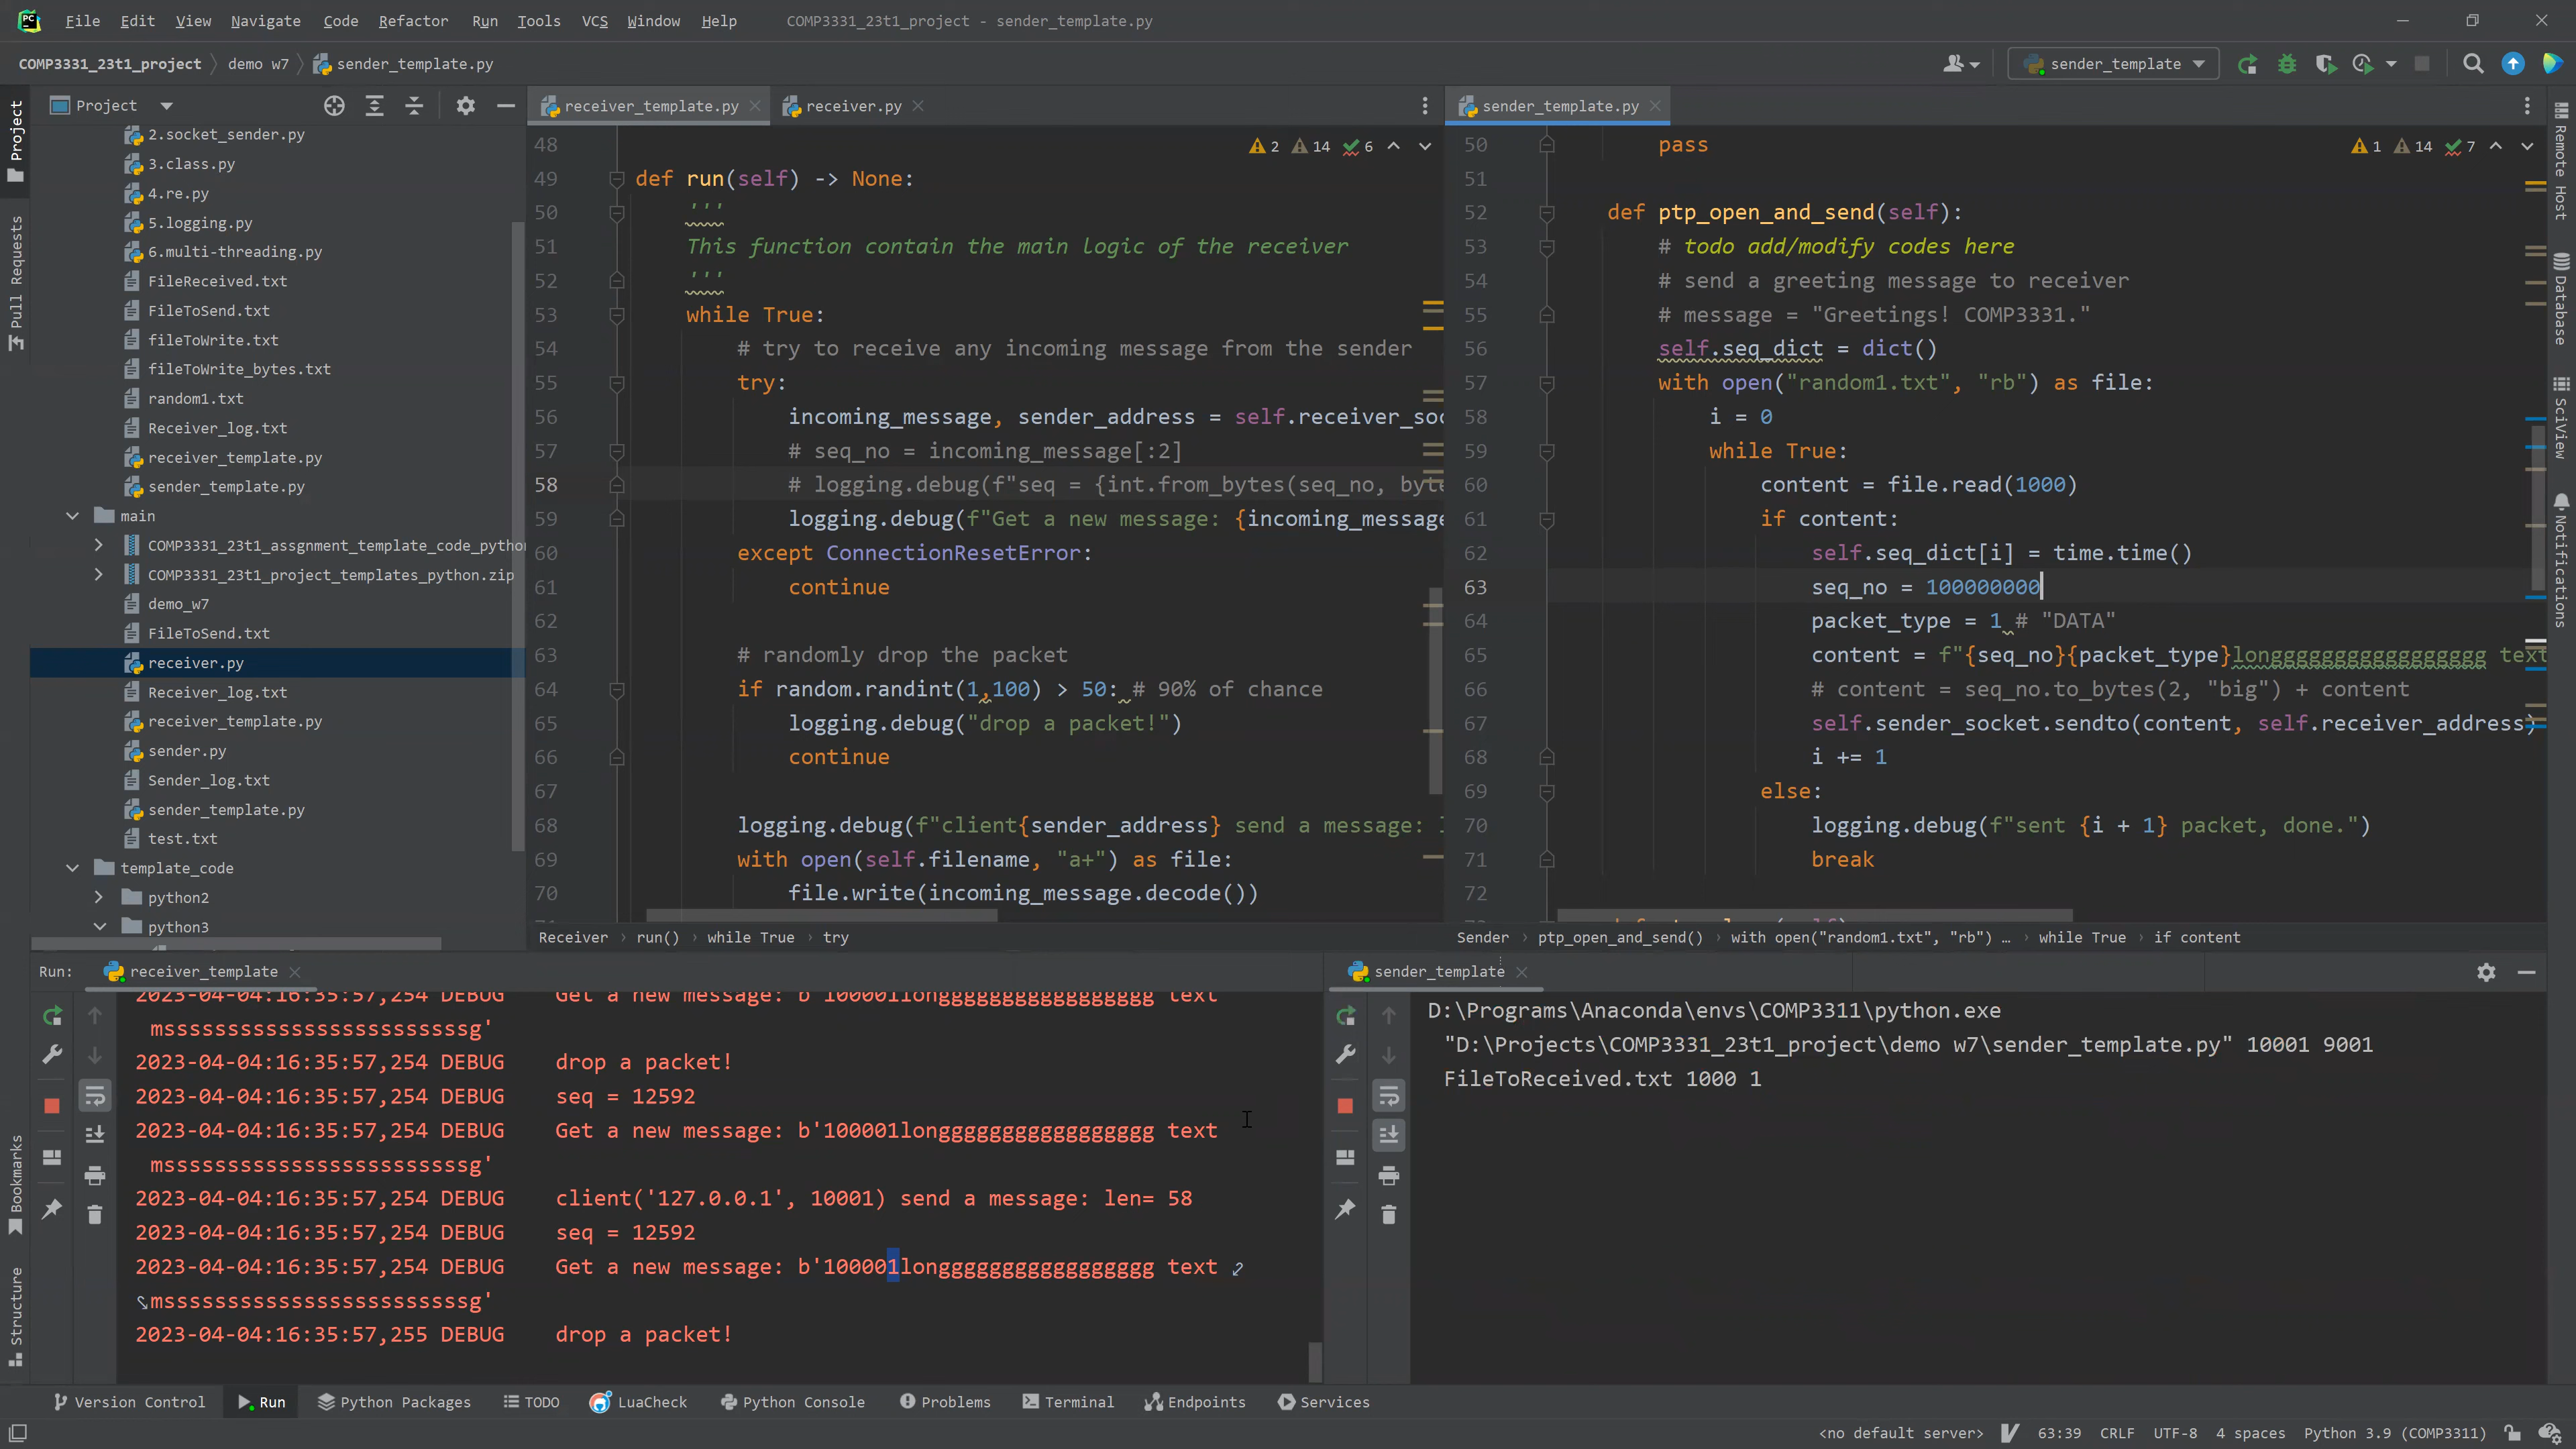 PC File Edit View Navigate Code Refactor Run Tools VCS Window Help COMP3331_23t1_project - sender_template.py
COMP3331_23t1_project demo w7 sender_template.py sender_template
Project
Pull Requests
Bookmarks
Structure
Project
2.socket_sender.py
3.class.py
4.re.py
5.logging.py
6.multi-threading.py
FileReceived.txt
FileToSend.txt
fileToWrite.txt
fileToWrite_bytes.txt
random1.txt
Receiver_log.txt
receiver_template.py
sender_template.py
main
COMP3331_23t1_assgnment_template_code_python
COMP3331_23t1_project_templates_python.zip
demo_w7
FileToSend.txt
receiver.py
Receiver_log.txt
receiver_template.py
sender.py
Sender_log.txt
sender_template.py
test.txt
template_code
python2
python3
receiver_template.py receiver.py
2 14 6
48
49 def run(self) -> None:
50 '''
51 This function contain the main logic of the receiver
52 '''
53 while True:
54 # try to receive any incoming message from the sender
55 try:
56 incoming_message, sender_address = self.receiver_soc
57 # seq_no = incoming_message[:2]
58 # logging.debug(f"seq = {int.from_bytes(seq_no, byte
59 logging.debug(f"Get a new message: {incoming_message
60 except ConnectionResetError:
61 continue
62
63 # randomly drop the packet
64 if random.randint(1,100) > 50: # 90% of chance
65 logging.debug("drop a packet!")
66 continue
67
68 logging.debug(f"client{sender_address} send a message: l
69 with open(self.filename, "a+") as file:
70 file.write(incoming_message.decode())
Receiver run() while True try
sender_template.py
1 14 7
50 pass
51
52 def ptp_open_and_send(self):
53 # todo add/modify codes here
54 # send a greeting message to receiver
55 # message = "Greetings! COMP3331."
56 self.seq_dict = dict()
57 with open("random1.txt", "rb") as file:
58 i = 0
59 while True:
60 content = file.read(1000)
61 if content:
62 self.seq_dict[i] = time.time()
63 seq_no = 100000000
64 packet_type = 1 # "DATA"
65 content = f"{seq_no}{packet_type}longgggggggggggggggggg text
66 # content = seq_no.to_bytes(2, "big") + content
67 self.sender_socket.sendto(content, self.receiver_address)
68 i += 1
69 else:
70 logging.debug(f"sent {i + 1} packet, done.")
71 break
72
Sender ptp_open_and_send() with open("random1.txt", "rb") … while True if content
Remote Host
Database
SciView
Notifications
Run: receiver_template
2023-04-04:16:35:57,254 DEBUG Get a new message: b'100001longgggggggggggggggggg text
msssssssssssssssssssssssssg'
2023-04-04:16:35:57,254 DEBUG drop a packet!
2023-04-04:16:35:57,254 DEBUG seq = 12592
2023-04-04:16:35:57,254 DEBUG Get a new message: b'100001longgggggggggggggggggg text
msssssssssssssssssssssssssg'
2023-04-04:16:35:57,254 DEBUG client('127.0.0.1', 10001) send a message: len= 58
2023-04-04:16:35:57,254 DEBUG seq = 12592
2023-04-04:16:35:57,254 DEBUG Get a new message: b'100001longgggggggggggggggggg text
msssssssssssssssssssssssssg'
2023-04-04:16:35:57,255 DEBUG drop a packet!
sender_template
D:\Programs\Anaconda\envs\COMP3311\python.exe
"D:\Projects\COMP3331_23t1_project\demo w7\sender_template.py" 10001 9001
FileToReceived.txt 1000 1
Version Control Run Python Packages TODO LuaCheck Python Console Problems Terminal Endpoints Services
<no default server> 63:39 CRLF UTF-8 4 spaces Python 3.9 (COMP3311)